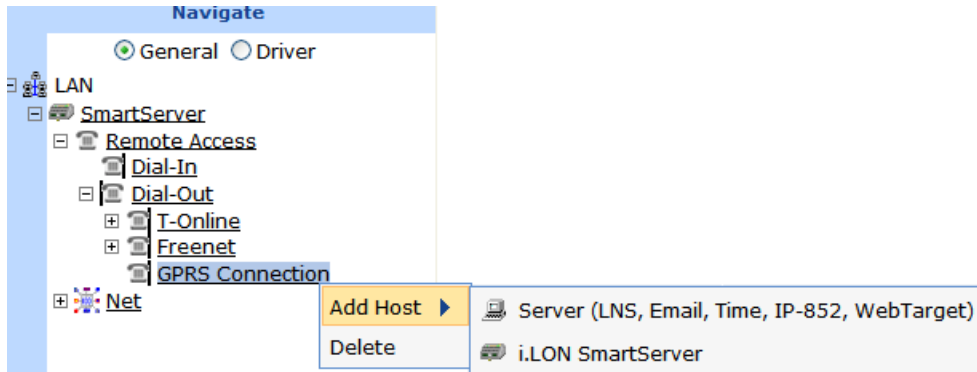 Navigate
General Driver
LAN
SmartServer
Remote Access
Dial-In
Dial-Out
T-Online
Freenet
GPRS Connection
Net
Add Host
Delete
Server (LNS, Email, Time, IP-852, WebTarget)
i.LON SmartServer